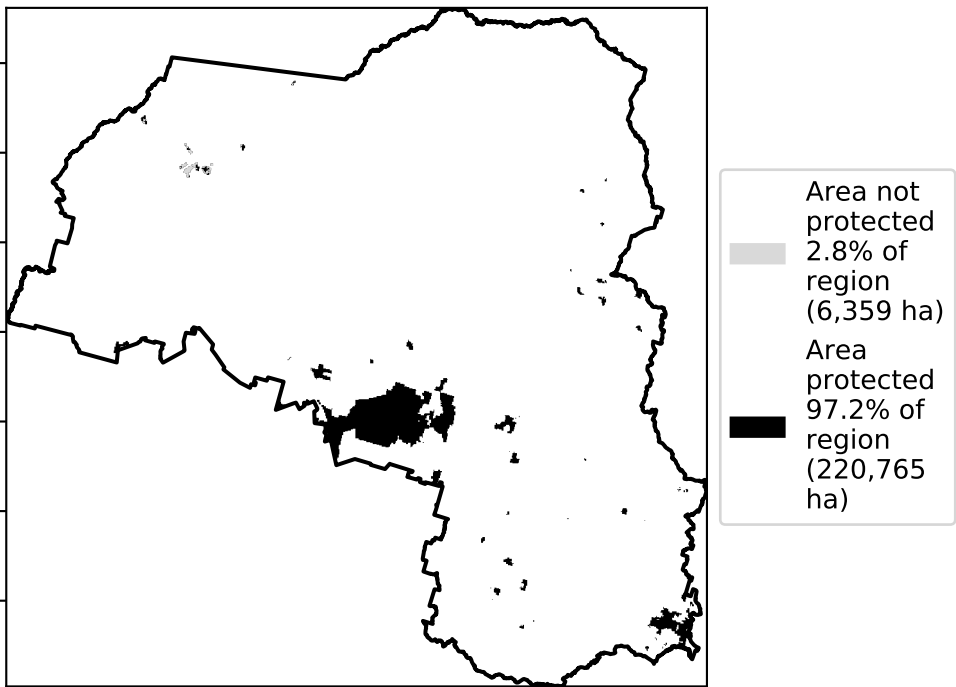 Area not
protected
2.8% of
region
(6,359 ha)
Area
protected
97.2% of
region
(220,765
ha)